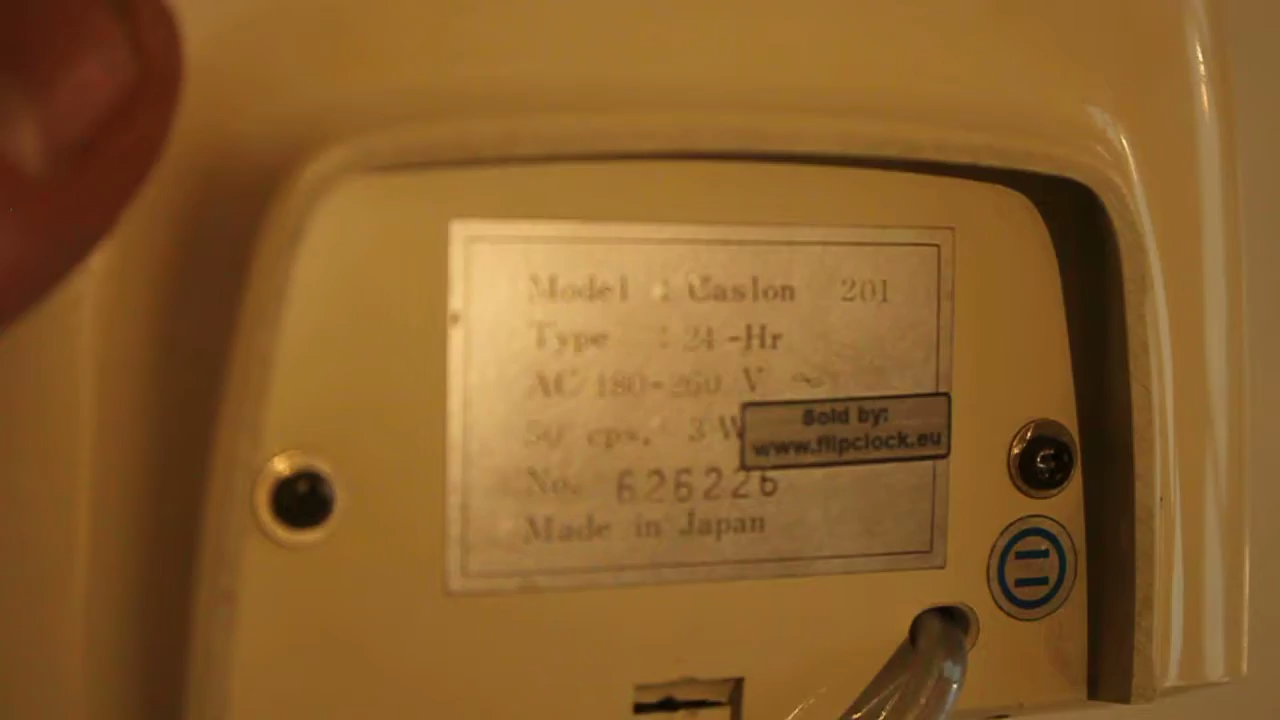 Model : Caslon 201
Type : 24-Hr
AC 180-260 V ~
50 cps. 3 W
Sold by:
www.flipclock.eu
No. 626226
Made in Japan